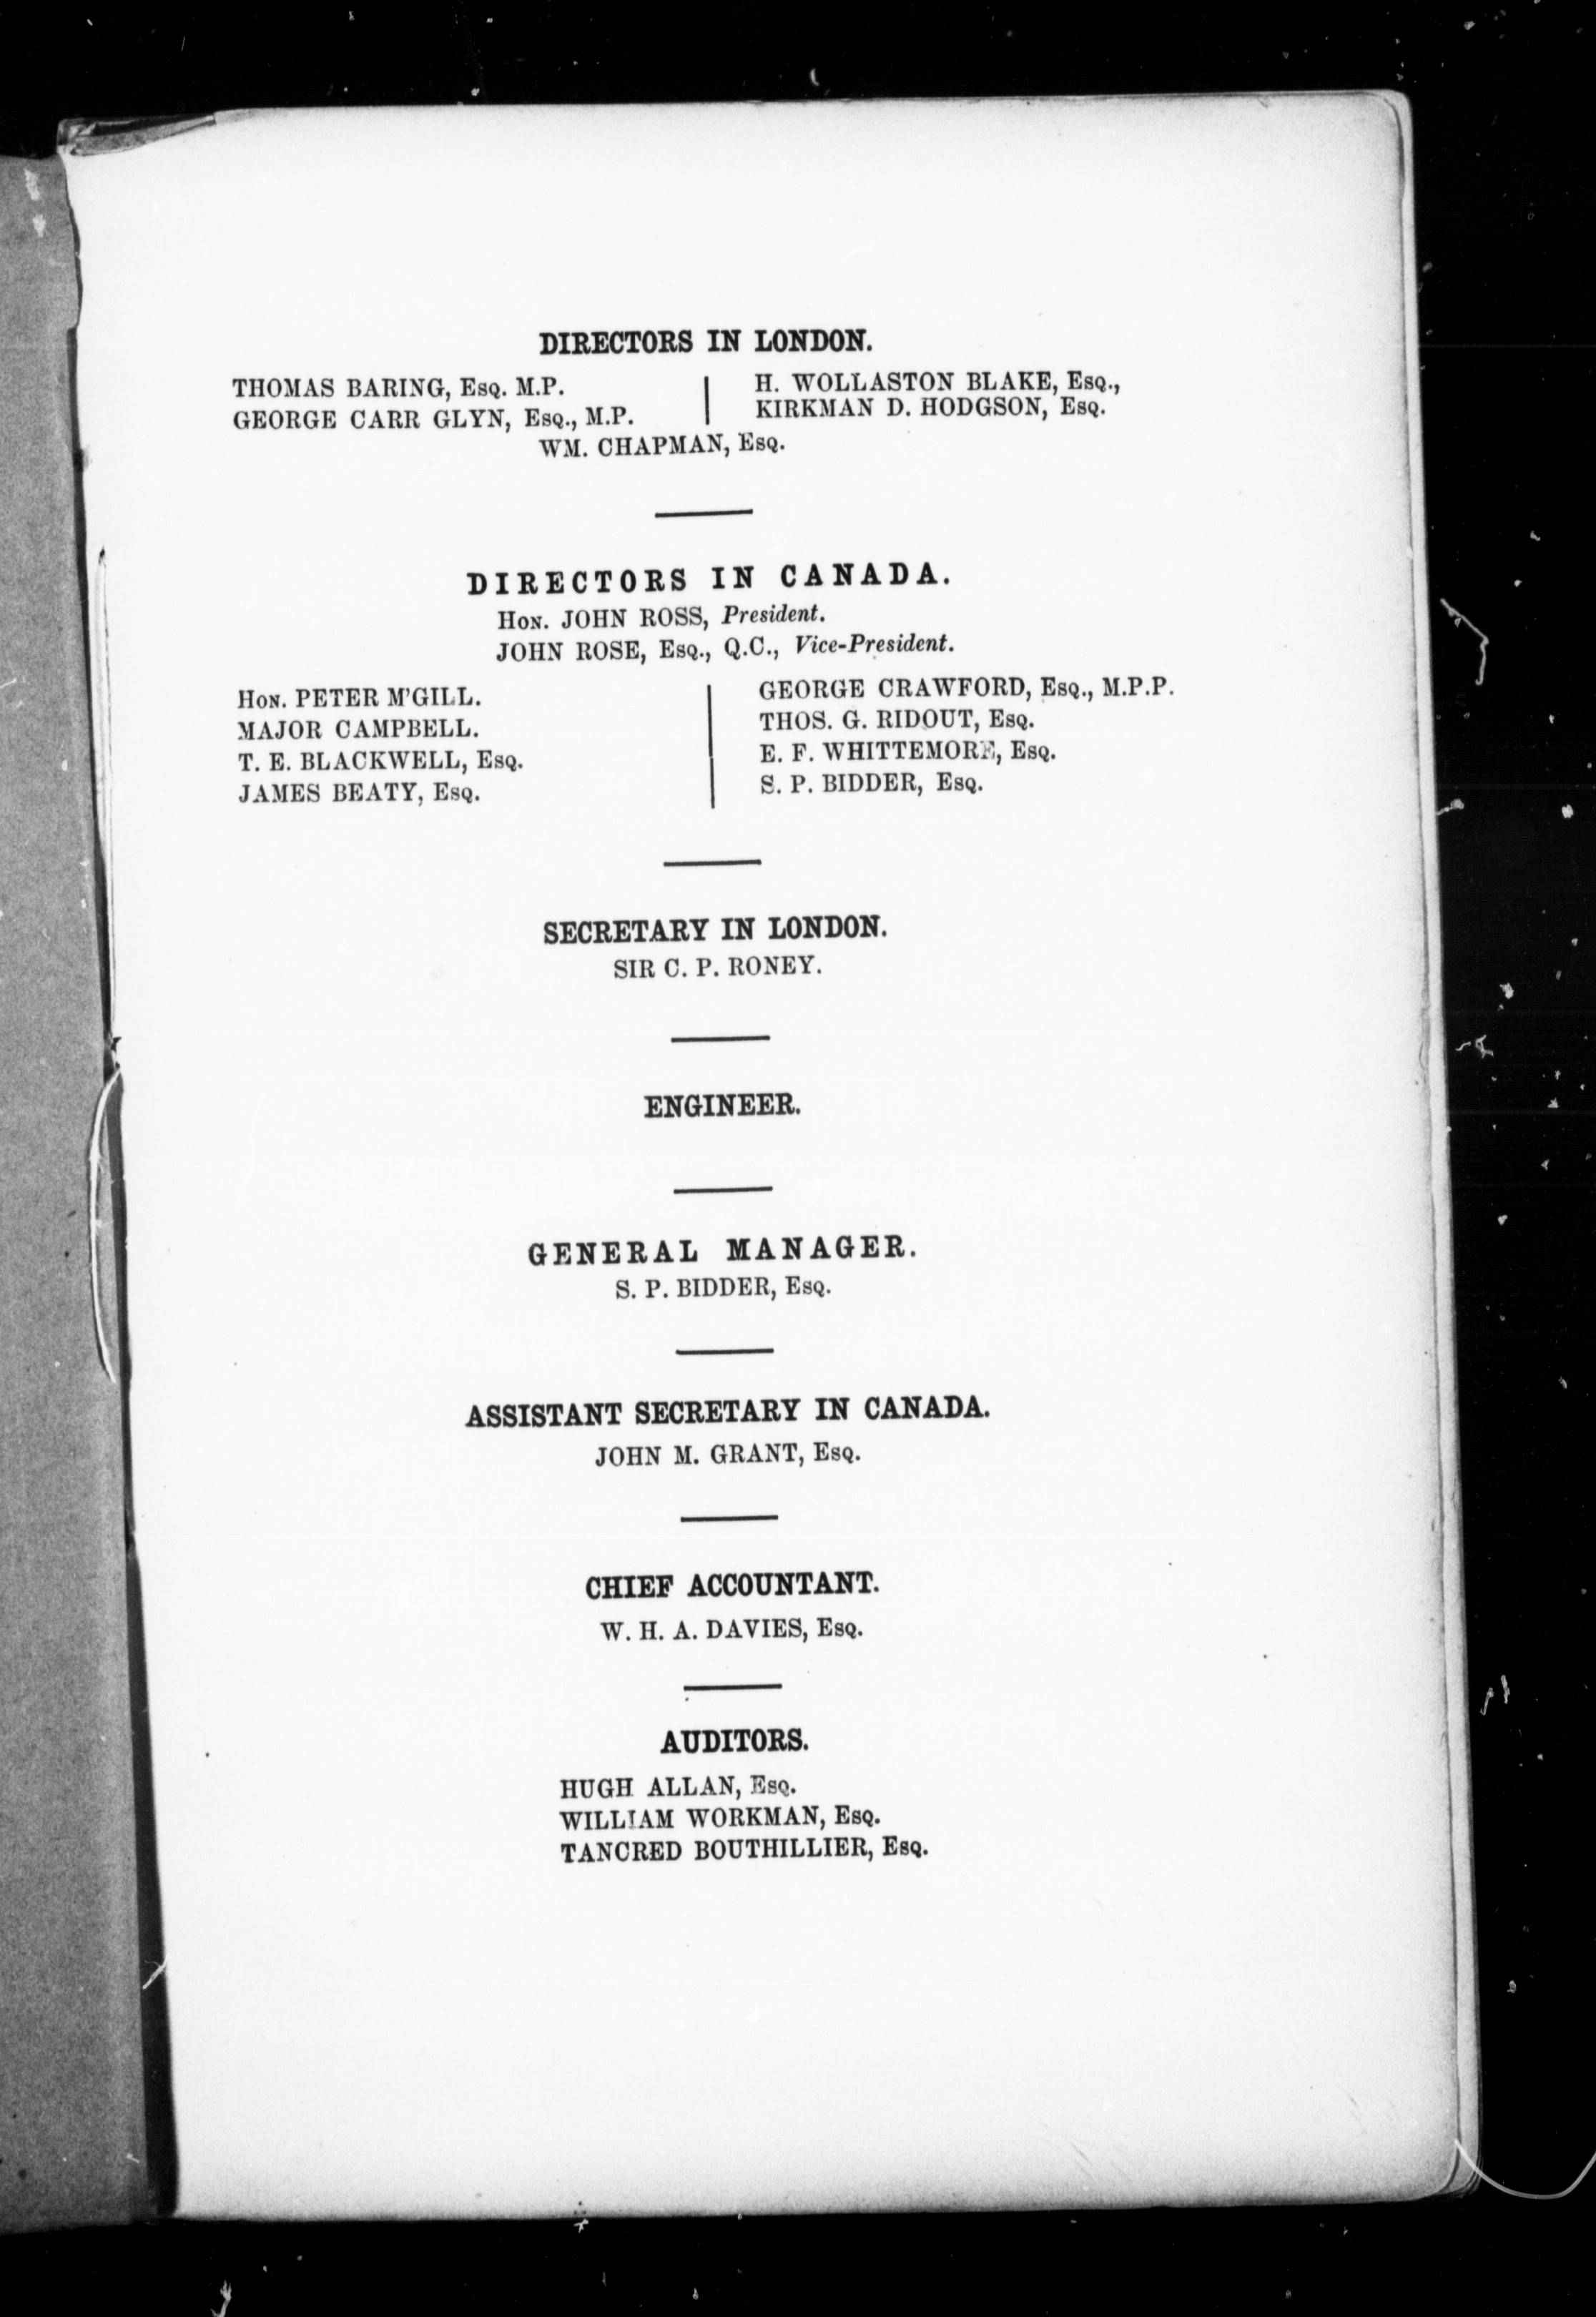 DIRECTORS IN LONDON.
THOMAS BARING, Esq. M.P.
GEORGE CARR GLYN, Esq., M.P.
H. WOLLASTON BLAKE, Esq.,
KIRKMAN D. HODGSON, Esq.
WM. CHAPMAN, Esq.
DIRECTORS IN CANADA.
Hon. JOHN ROSS, President.
JOHN ROSE, Esq., Q.C., Vice-President.
Hon. PETER M'GILL.
MAJOR CAMPBELL.
T. E. BLACKWELL, Esq.
JAMES BEATY, Esq.
GEORGE CRAWFORD, Esq., M.P.P.
THOS. G. RIDOUT, Esq.
E. F. WHITTEMORE, Esq.
S. P. BIDDER, Esq.
SECRETARY IN LONDON.
SIR C. P. RONEY.
ENGINEER.
GENERAL MANAGER.
S. P. BIDDER, Esq.
ASSISTANT SECRETARY IN CANADA.
JOHN M. GRANT, Esq.
CHIEF ACCOUNTANT.
W. H. A. DAVIES, Esq.
AUDITORS.
HUGH ALLAN, Esq.
WILLIAM WORKMAN, Esq.
TANCRED BOUTHILLIER, Esq.